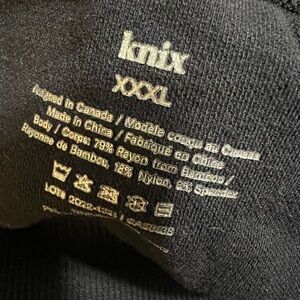 knix
XXXL
Designed in Canada / Modèle conçu au Canada
Made in China / Fabriqué en Chine
Body / Corps: 79% Rayon from Bamboo /
Rayonne de Bambou, 18% Nylon, 3% Spandex
LOT#